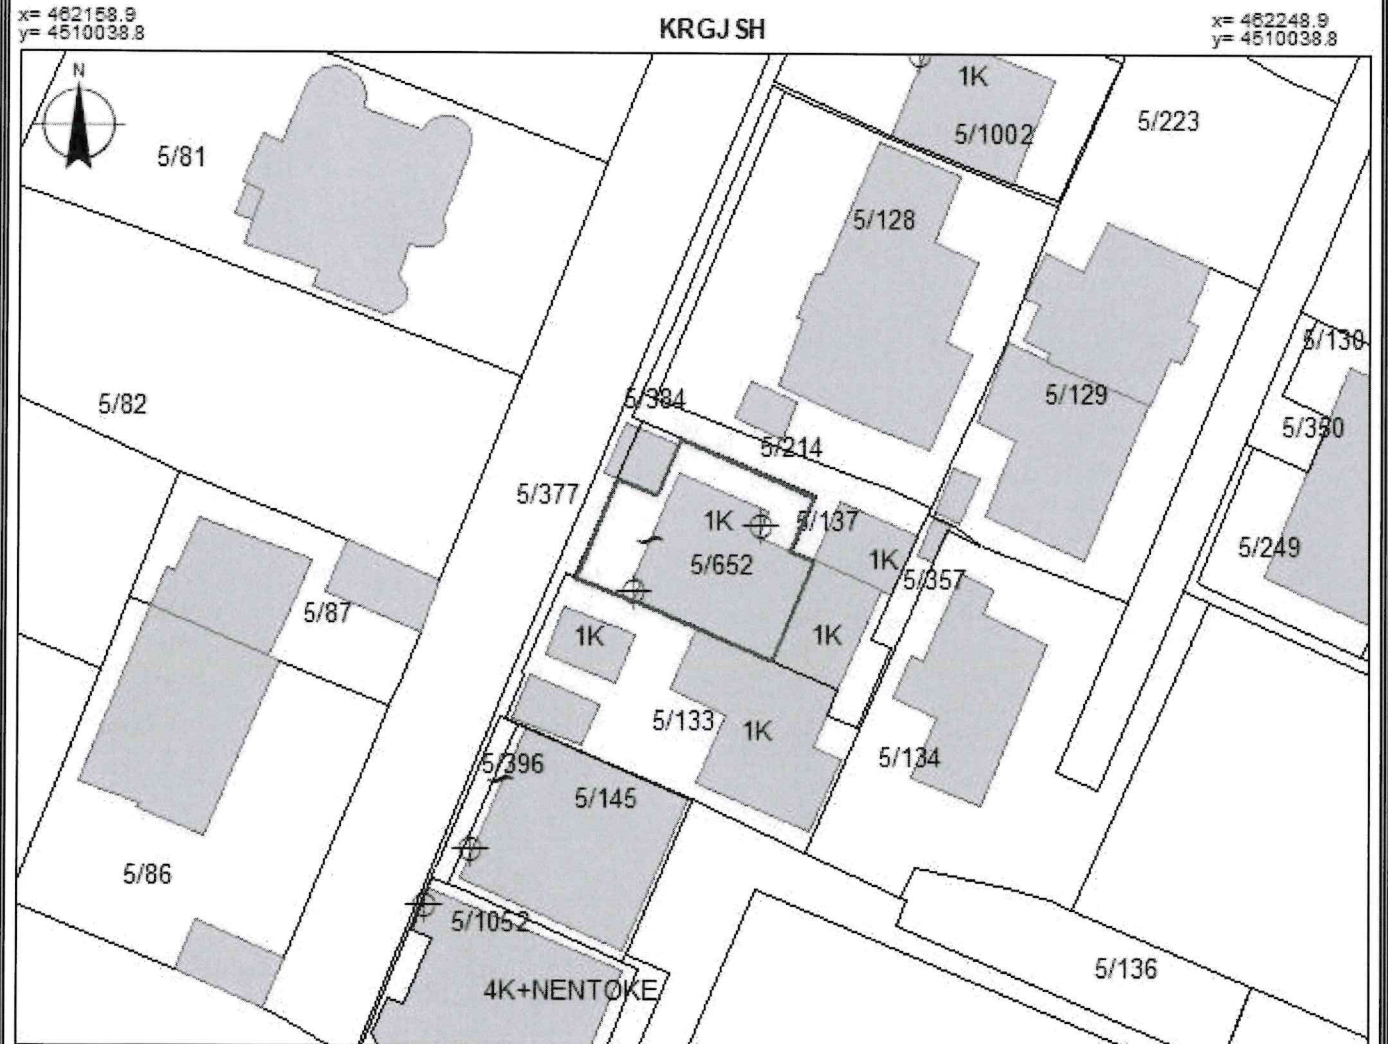 x= 462158.9
y= 4510038.8
KRGJSH
x= 462248.9
y= 4510038.8
N
1K
5/1002
5/223
5/81
5/128
5/130
5/129
5/82
5/384
5/350
5/214
5/377
1K
5/137
5/249
1K
5/652
5/357
5/87
1K
1K
5/133
1K
5/134
5/396
5/145
5/86
5/1052
5/136
4K+NENTOKE